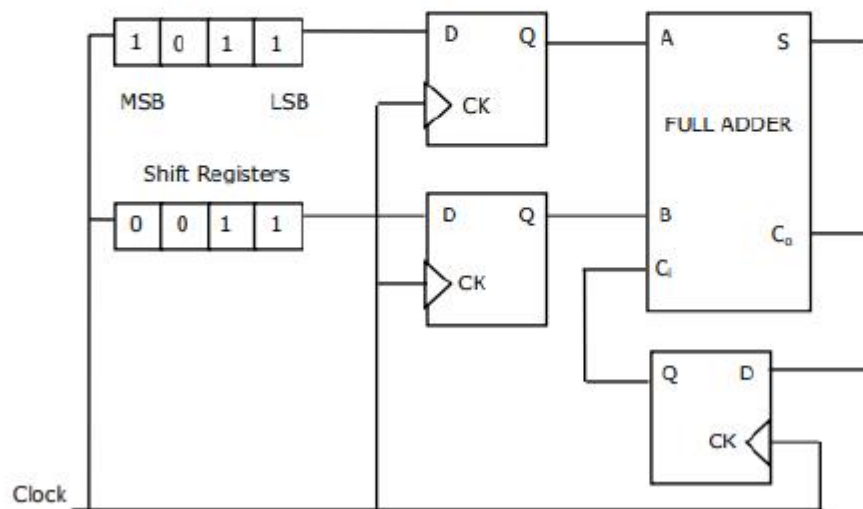 1 0 1 1
MSB LSB
D Q
CK
A S
FULL ADDER
Shift Registers
0 0 1 1
D Q
CK
B
Cᵢ
Cₒ
Q D
CK
Clock